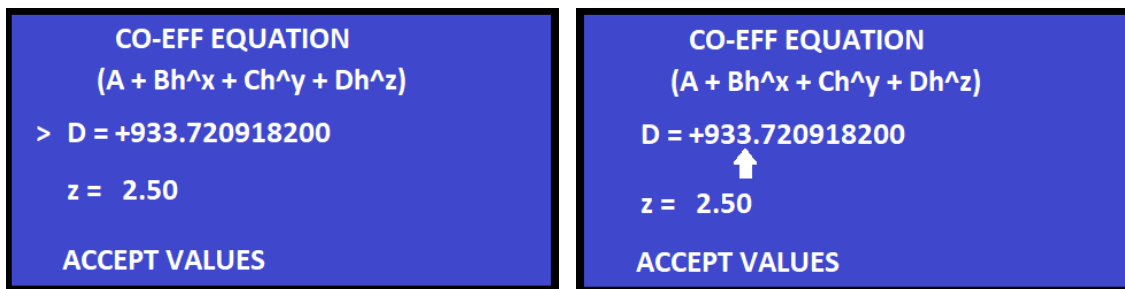 CO-EFF EQUATION
(A + Bh^x + Ch^y + Dh^z)
> D = +933.720918200
z = 2.50
ACCEPT VALUES
CO-EFF EQUATION
(A + Bh^x + Ch^y + Dh^z)
D = +933.720918200
z = 2.50
ACCEPT VALUES